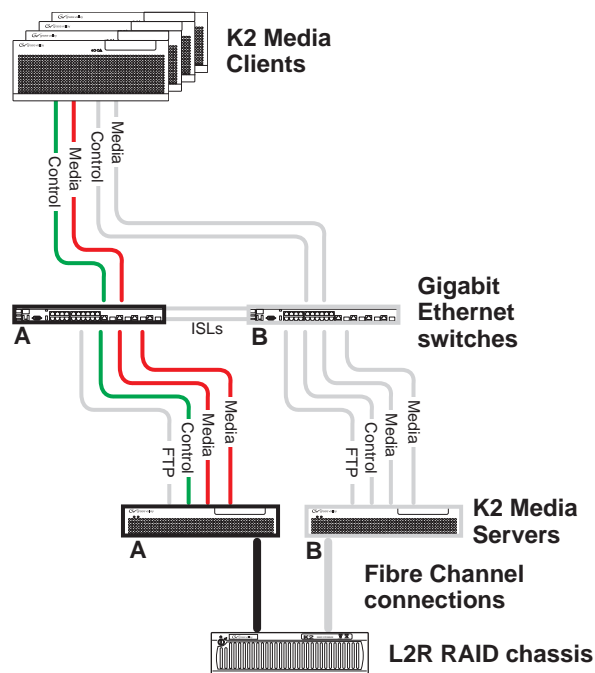 K2 Media
Clients
Control
Media
Control
Media
Gigabit
Ethernet
switches
A
ISLs
B
FTP
Control
Media
Media
FTP
Control
Media
Media
K2 Media
Servers
A
B
Fibre Channel
connections
K2
L2R RAID chassis